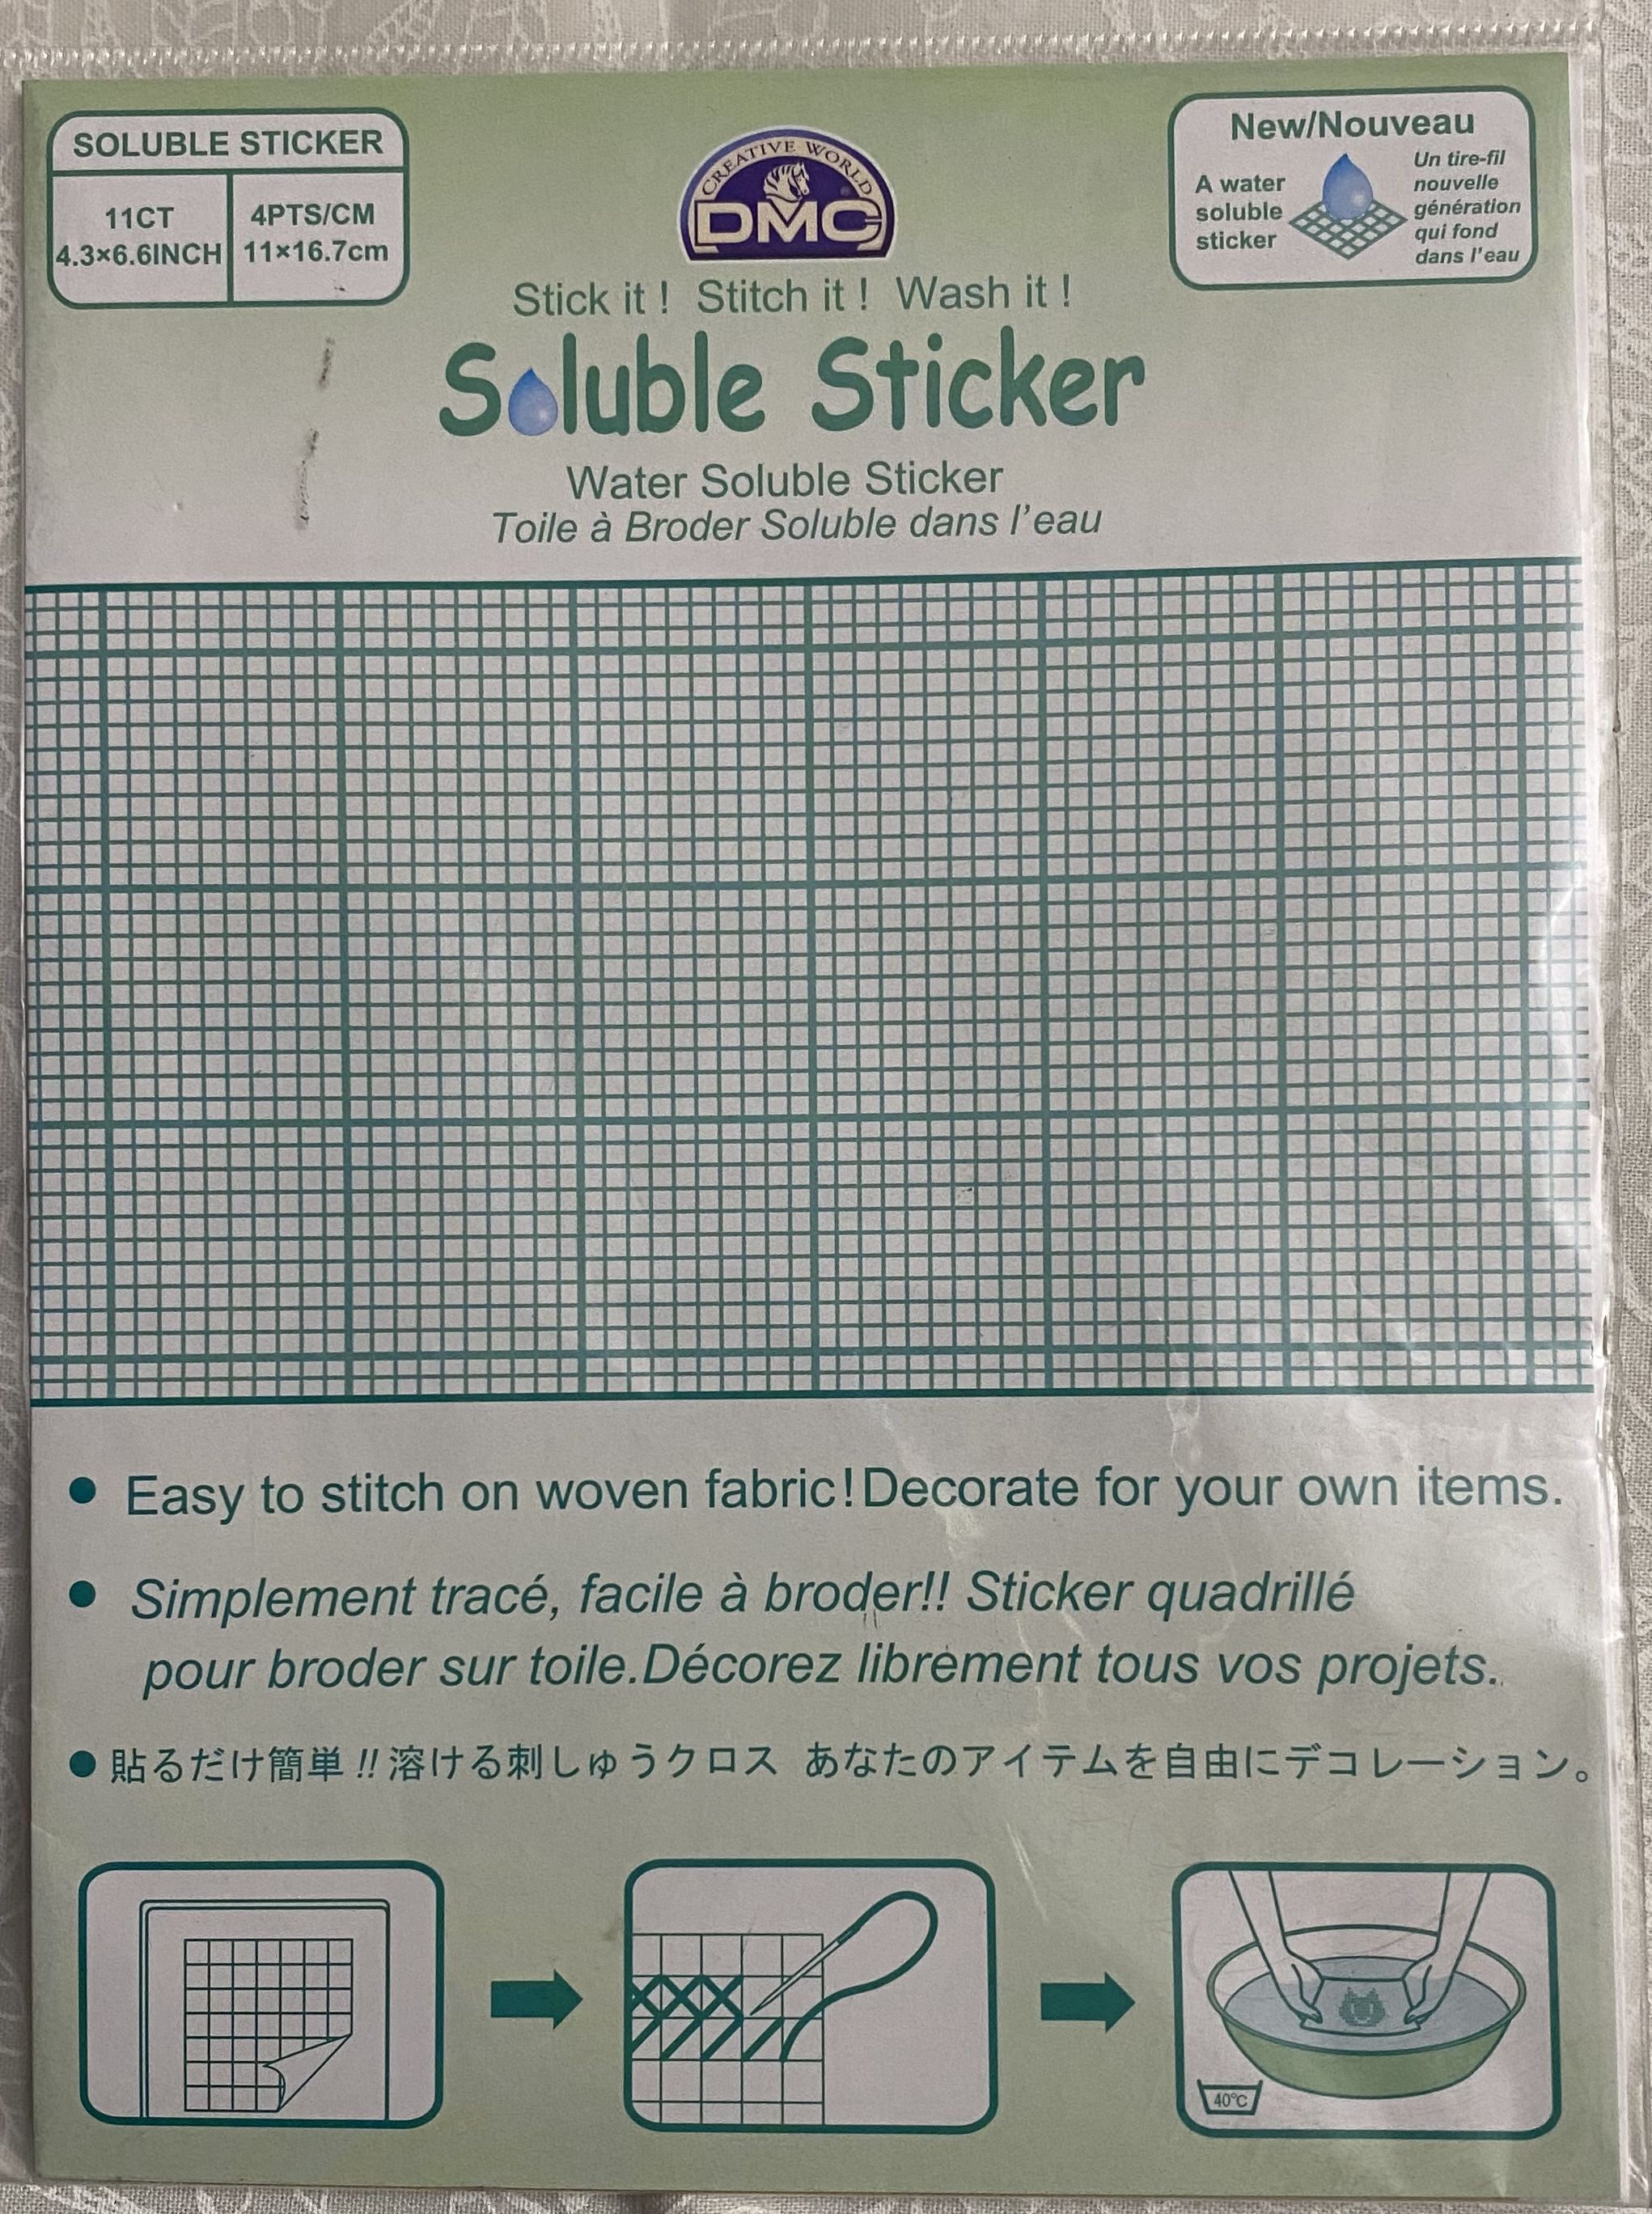 SOLUBLE STICKER
11CT
4.3×6.6INCH
4PTS/CM
11×16.7cm
CREATIVE WORLD
DMC
New/Nouveau
A water
soluble
sticker
Un tire-fil
nouvelle
génération
qui fond
dans l'eau
Stick it ! Stitch it ! Wash it !
Soluble Sticker
Water Soluble Sticker
Toile à Broder Soluble dans l'eau
● Easy to stitch on woven fabric!Decorate for your own items.
● Simplement tracé, facile à broder!! Sticker quadrillé
pour broder sur toile.Décorez librement tous vos projets.
● 貼るだけ簡単!!溶ける刺しゅうクロス あなたのアイテムを自由にデコレーション。
40℃